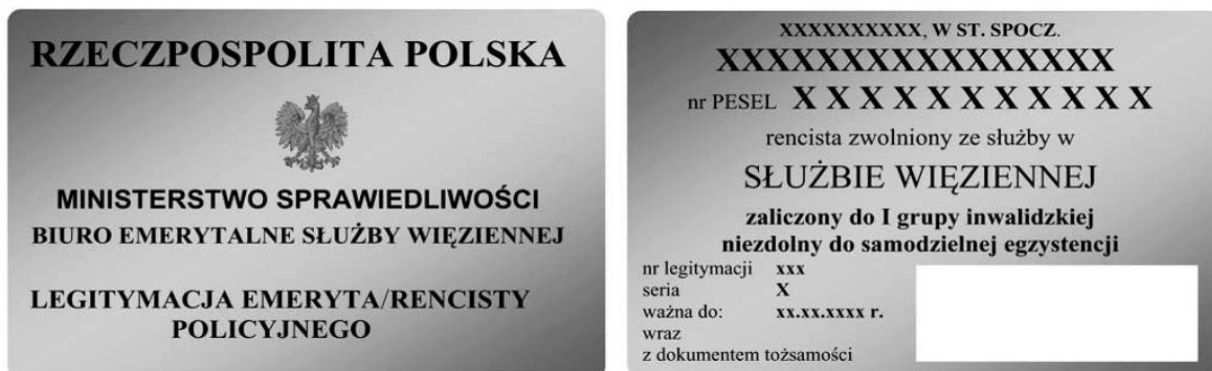 RZECZPOSPOLITA POLSKA
MINISTERSTWO SPRAWIEDLIWOŚCI
BIURO EMERYTALNE SŁUŻBY WIĘZIENNEJ
LEGITYMACJA EMERYTA/RENCISTY
POLICYJNEGO
XXXXXXXXXX, W ST. SPOCZ.
XXXXXXXXXXXXXXXX
nr PESEL X X X X X X X X X X X
rencista zwolniony ze służby w
SŁUŻBIE WIĘZIENNEJ
zaliczony do I grupy inwalidzkiej
niezdolny do samodzielnej egzystencji
nr legitymacji xxx
seria X
ważna do: xx.xx.xxxx r.
wraz
z dokumentem tożsamości